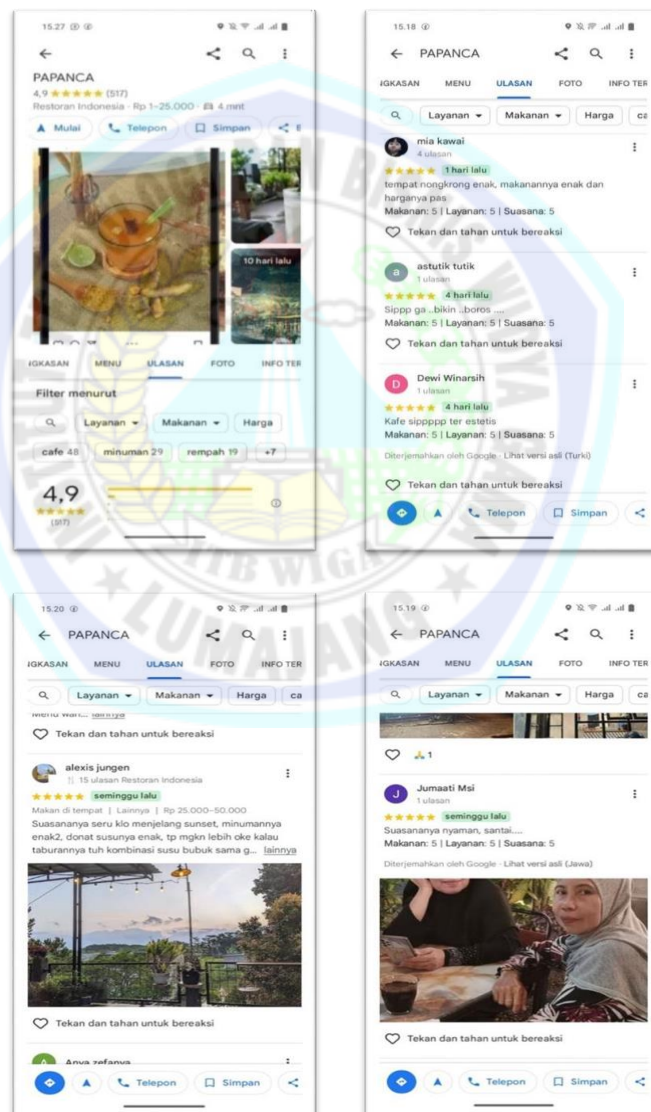 15.27
PAPANCA
4,9 (517)
Restoran Indonesia · Rp 1-25.000 · 4 mnt
Mulai
Telepon
Simpan
10 hari lalu
IGKASAN MENU ULASAN FOTO INFO TER
Filter menurut
Layanan Makanan Harga
cafe 48 minuman 29 rempah 19 +7
4,9
(517)
15.18
PAPANCA
IGKASAN MENU ULASAN FOTO INFO TER
Layanan Makanan Harga ca
mia kawai
4 ulasan
1 hari lalu
tempat nongkrong enak, makanannya enak dan
harganya pas
Makanan: 5 | Layanan: 5 | Suasana: 5
Tekan dan tahan untuk bereaksi
a
astutik tutik
1 ulasan
4 hari lalu
Sippp ga ..bikin ..boros ....
Makanan: 5 | Layanan: 5 | Suasana: 5
Tekan dan tahan untuk bereaksi
D
Dewi Winarsih
1 ulasan
4 hari lalu
Kafe sippppp ter estetis
Makanan: 5 | Layanan: 5 | Suasana: 5
Diterjemahkan oleh Google · Lihat versi asli (Turki)
Tekan dan tahan untuk bereaksi
Telepon Simpan
15.20
PAPANCA
IGKASAN MENU ULASAN FOTO INFO TER
Layanan Makanan Harga ca
Tekan dan tahan untuk bereaksi
alexis jungen
15 ulasan Restoran Indonesia
seminggu lalu
Makan di tempat | Lainnya | Rp 25.000-50.000
Suasananya seru klo menjelang sunset, minumannya
enak2, donat susunya enak, tp mgkn lebih oke kalau
taburannya tuh kombinasi susu bubuk sama g... lainnya
Tekan dan tahan untuk bereaksi
Anya zefanya
Telepon Simpan
15.19
PAPANCA
IGKASAN MENU ULASAN FOTO INFO TER
Layanan Makanan Harga ca
1
J
Jumaati Msi
1 ulasan
seminggu lalu
Suasananya nyaman, santai.....
Makanan: 5 | Layanan: 5 | Suasana: 5
Diterjemahkan oleh Google · Lihat versi asli (Jawa)
Tekan dan tahan untuk bereaksi
Telepon Simpan
ITB WIGA
LUMAJANG